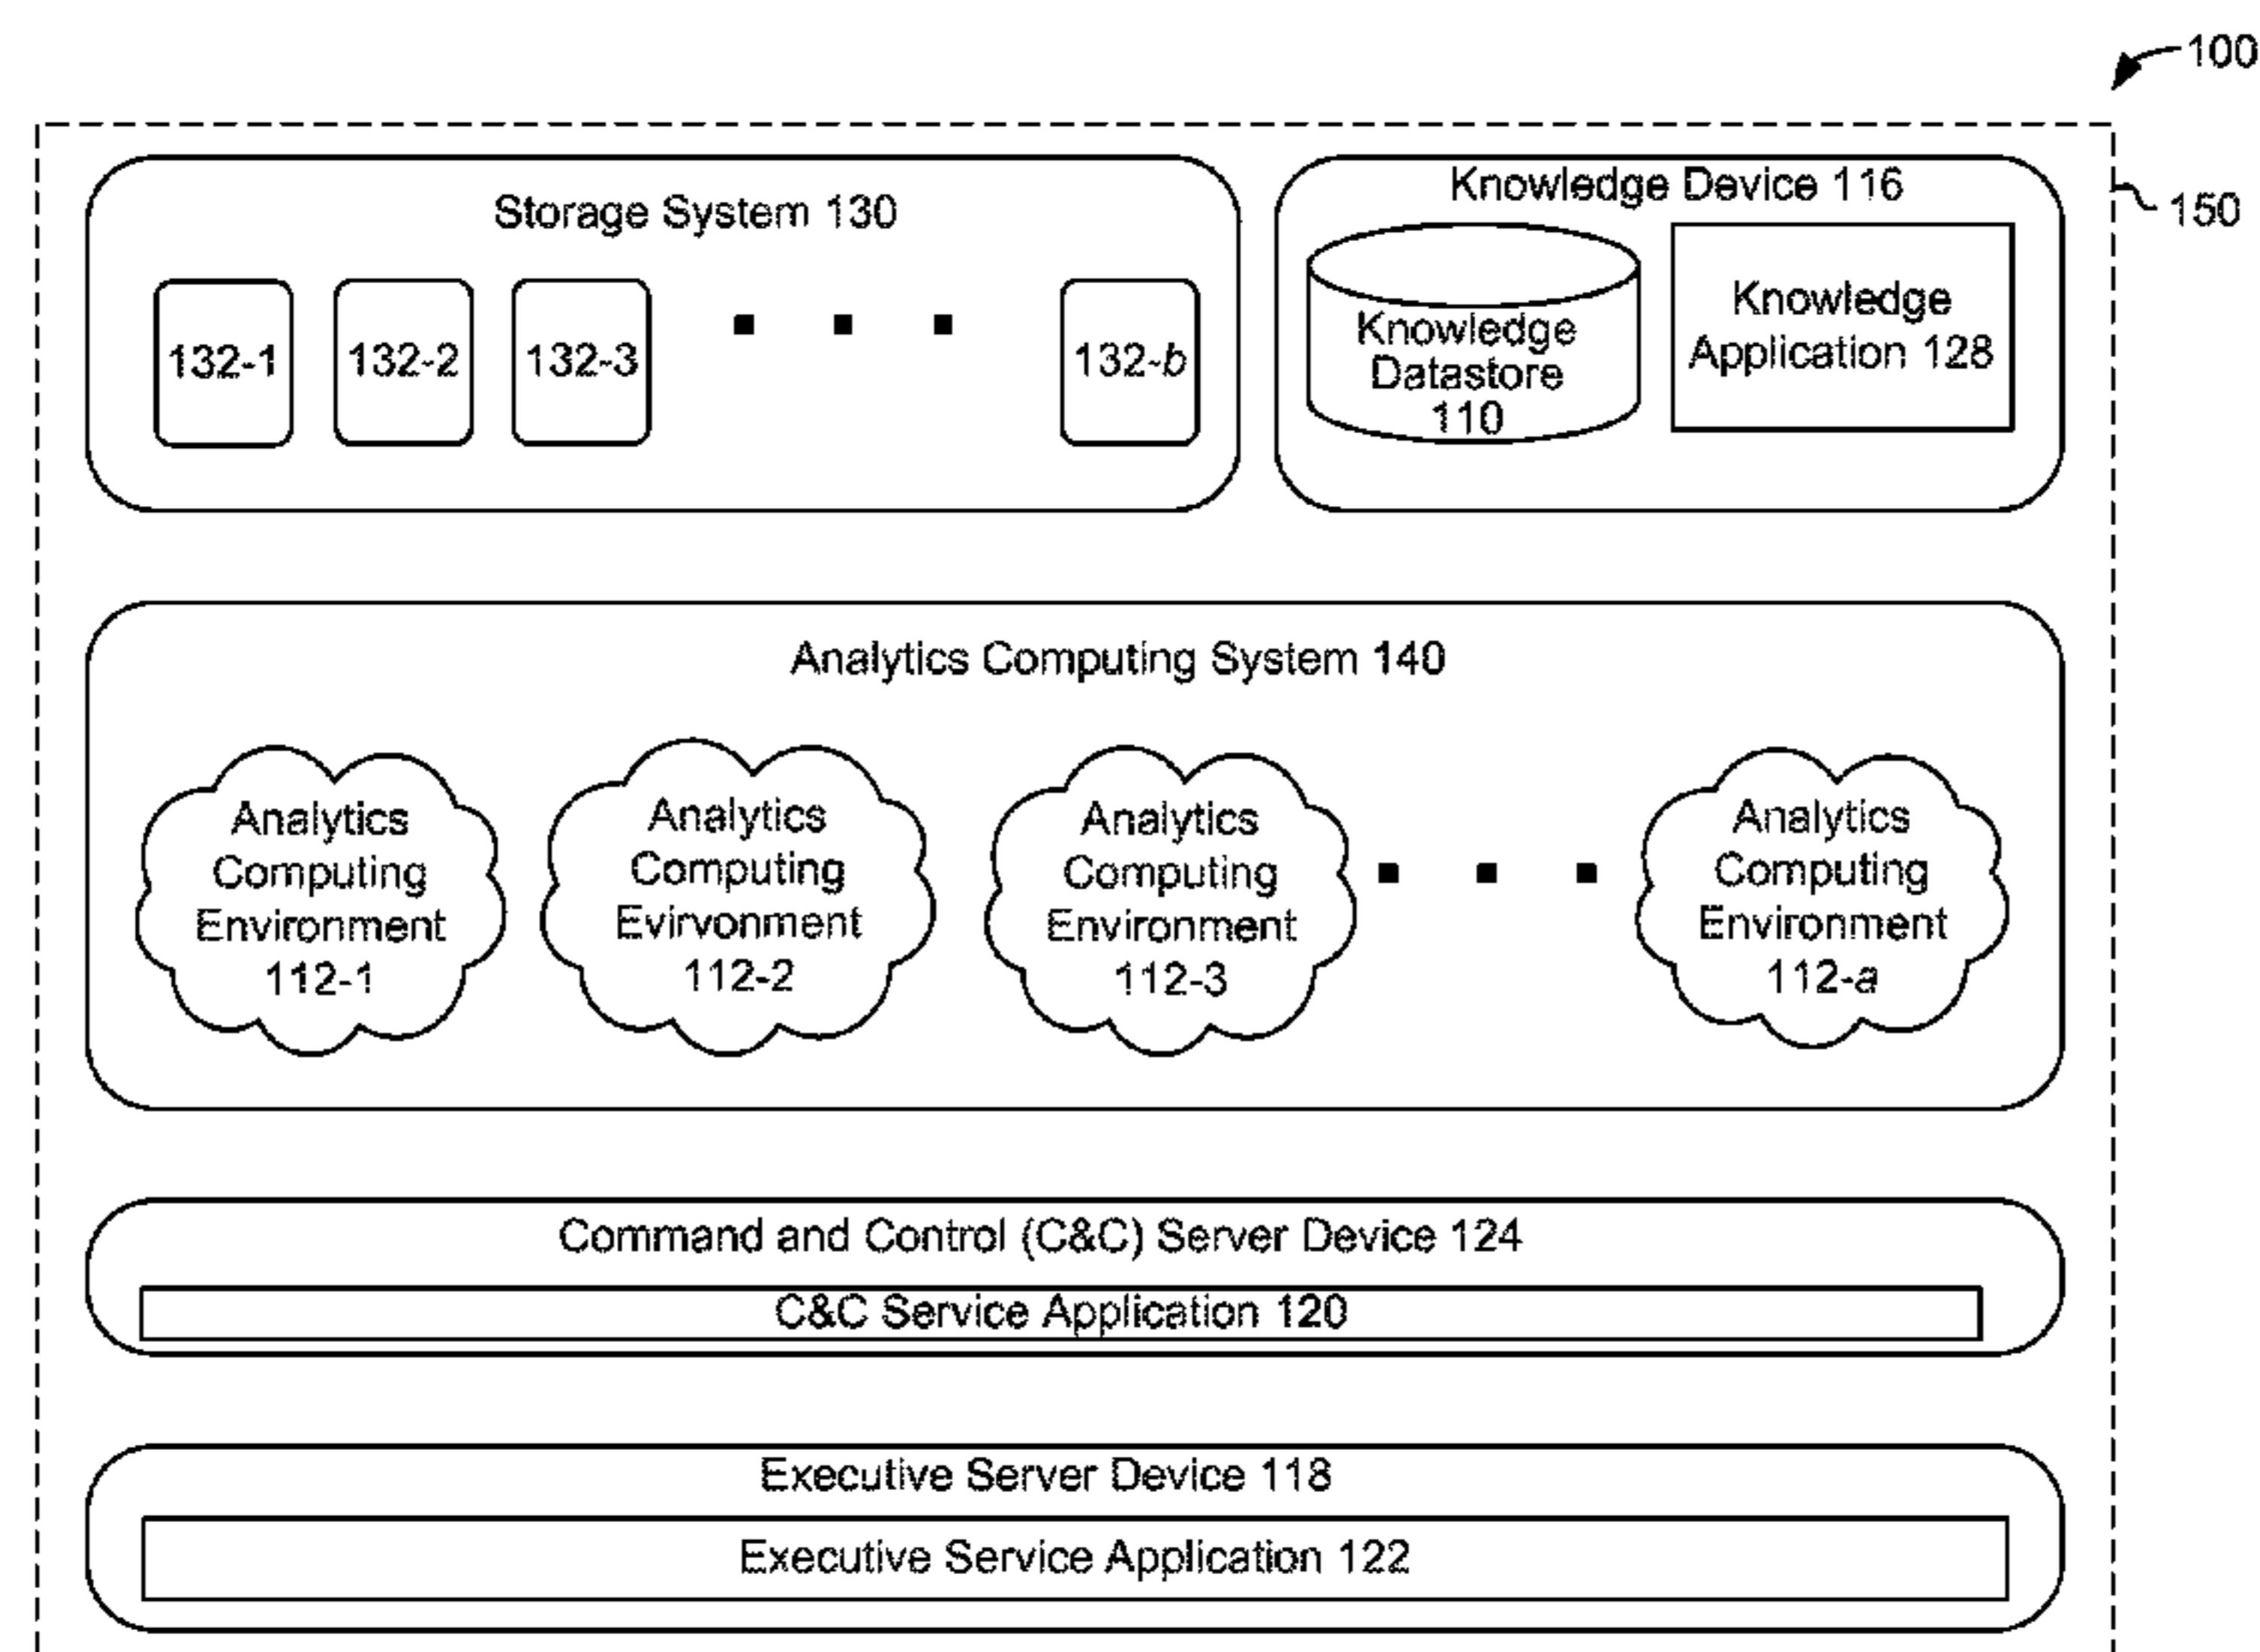 100
150
Storage System 130
132-1
132-2
132-3
132-b
Knowledge Device 116
Knowledge
Datastore
110
Knowledge
Application 128
Analytics Computing System 140
Analytics
Computing
Environment
112-1
Analytics
Computing
Evirvonment
112-2
Analytics
Computing
Environment
112-3
Analytics
Computing
Environment
112-a
Command and Control (C&C) Server Device 124
C&C Service Application 120
Executive Server Device 118
Executive Service Application 122